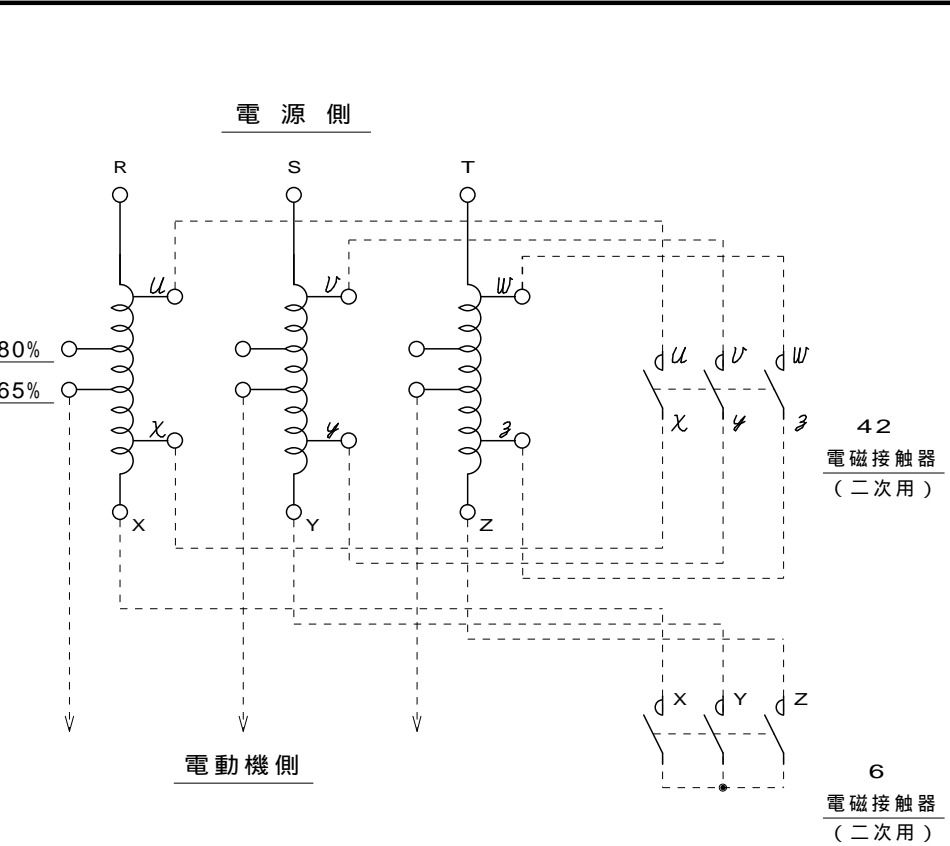 電源側
R S T
u v w
80%
65%
u v w
x y z
x y z
42
電磁接触器
(二次用)
X Y Z
X Y Z
電動機側
6
電磁接触器
(二次用)